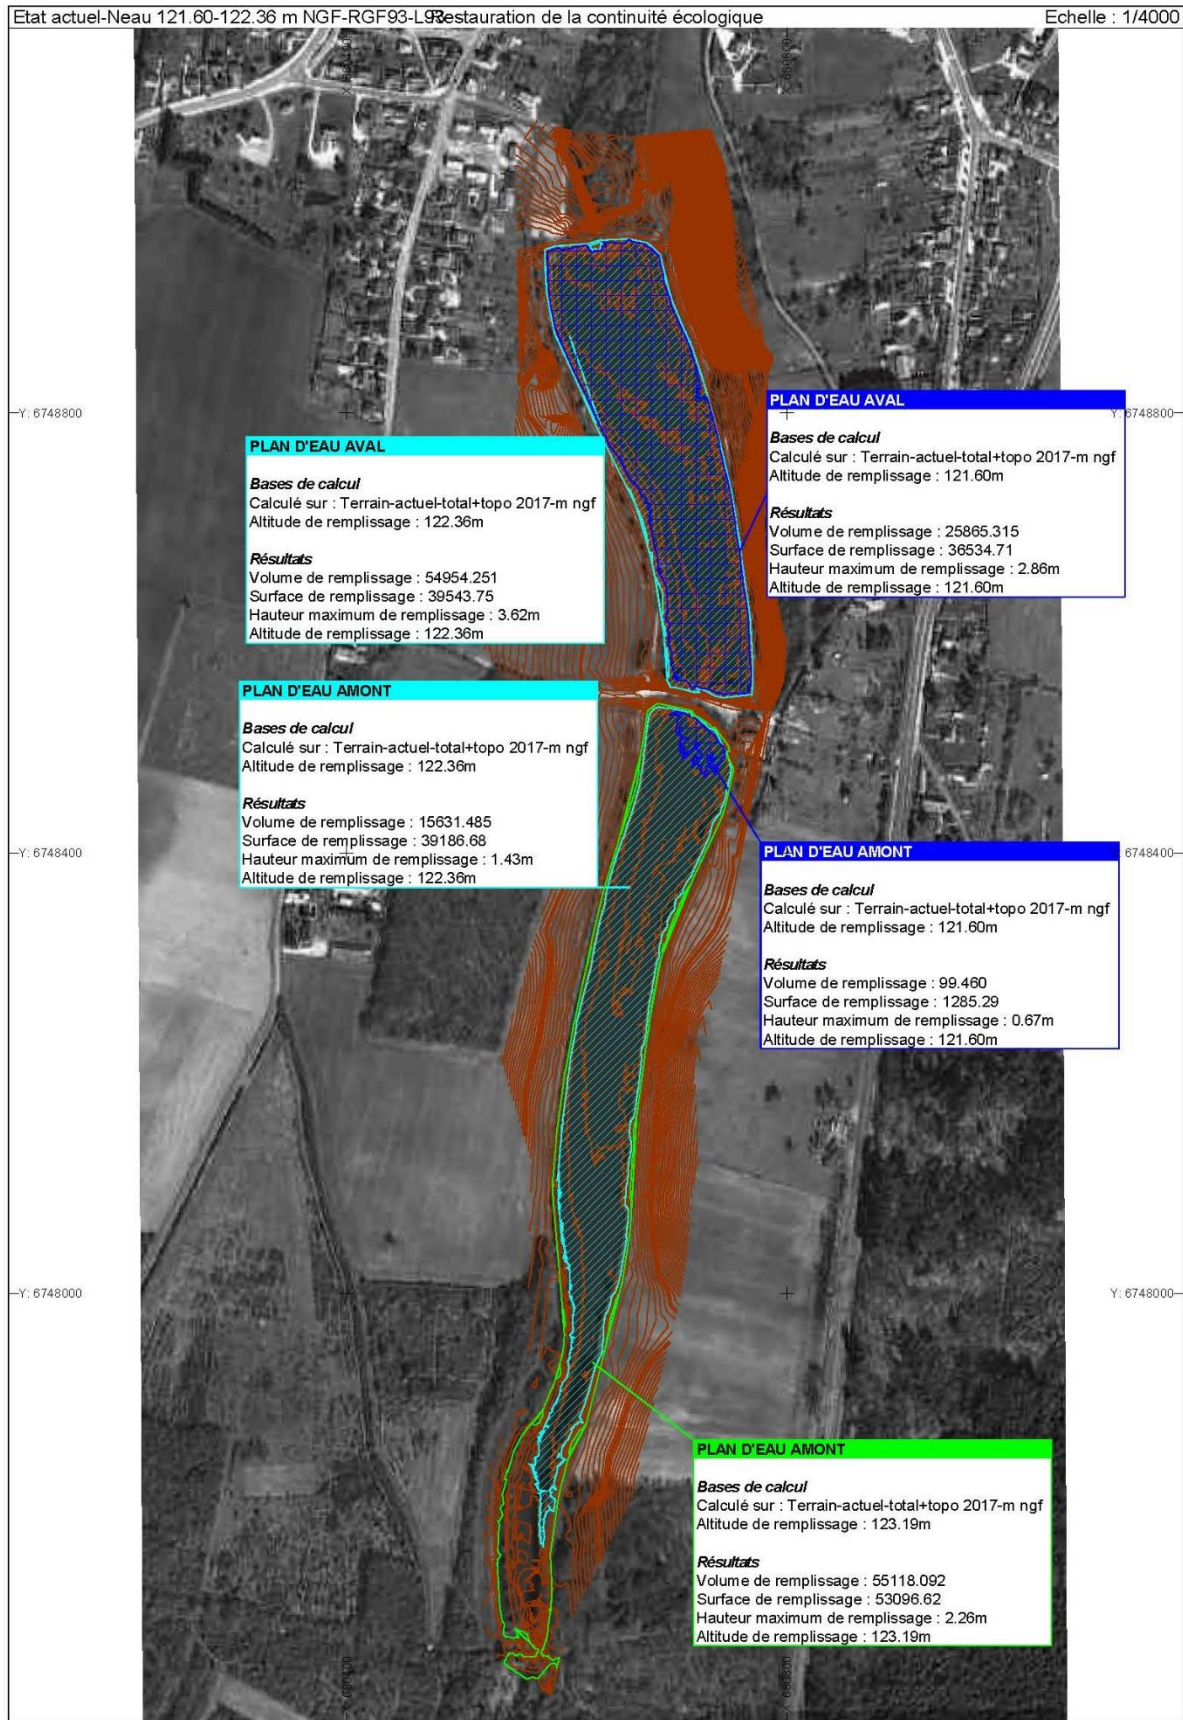 Etat actuel-Neau 121.60-122.36 m NGF-RGF93-L93-Restauration de la continuité écologique
Echelle : 1/4000
X: 680400
X: 680800
Y: 6748800
Y: 6748800
PLAN D'EAU AVAL
Bases de calcul
Calculé sur : Terrain-actuel-total+topo 2017-m ngf
Altitude de remplissage : 121.60m
Résultats
Volume de remplissage : 25865.315
Surface de remplissage : 36534.71
Hauteur maximum de remplissage : 2.86m
Altitude de remplissage : 121.60m
PLAN D'EAU AVAL
Bases de calcul
Calculé sur : Terrain-actuel-total+topo 2017-m ngf
Altitude de remplissage : 122.36m
Résultats
Volume de remplissage : 54954.251
Surface de remplissage : 39543.75
Hauteur maximum de remplissage : 3.62m
Altitude de remplissage : 122.36m
PLAN D'EAU AMONT
Bases de calcul
Calculé sur : Terrain-actuel-total+topo 2017-m ngf
Altitude de remplissage : 122.36m
Résultats
Volume de remplissage : 15631.485
Surface de remplissage : 39186.68
Hauteur maximum de remplissage : 1.43m
Altitude de remplissage : 122.36m
Y: 6748400
6748400
PLAN D'EAU AMONT
Bases de calcul
Calculé sur : Terrain-actuel-total+topo 2017-m ngf
Altitude de remplissage : 121.60m
Résultats
Volume de remplissage : 99.460
Surface de remplissage : 1285.29
Hauteur maximum de remplissage : 0.67m
Altitude de remplissage : 121.60m
Y: 6748000
Y: 6748000
PLAN D'EAU AMONT
Bases de calcul
Calculé sur : Terrain-actuel-total+topo 2017-m ngf
Altitude de remplissage : 123.19m
Résultats
Volume de remplissage : 55118.092
Surface de remplissage : 53096.62
Hauteur maximum de remplissage : 2.26m
Altitude de remplissage : 123.19m
X: 680400
X: 680800